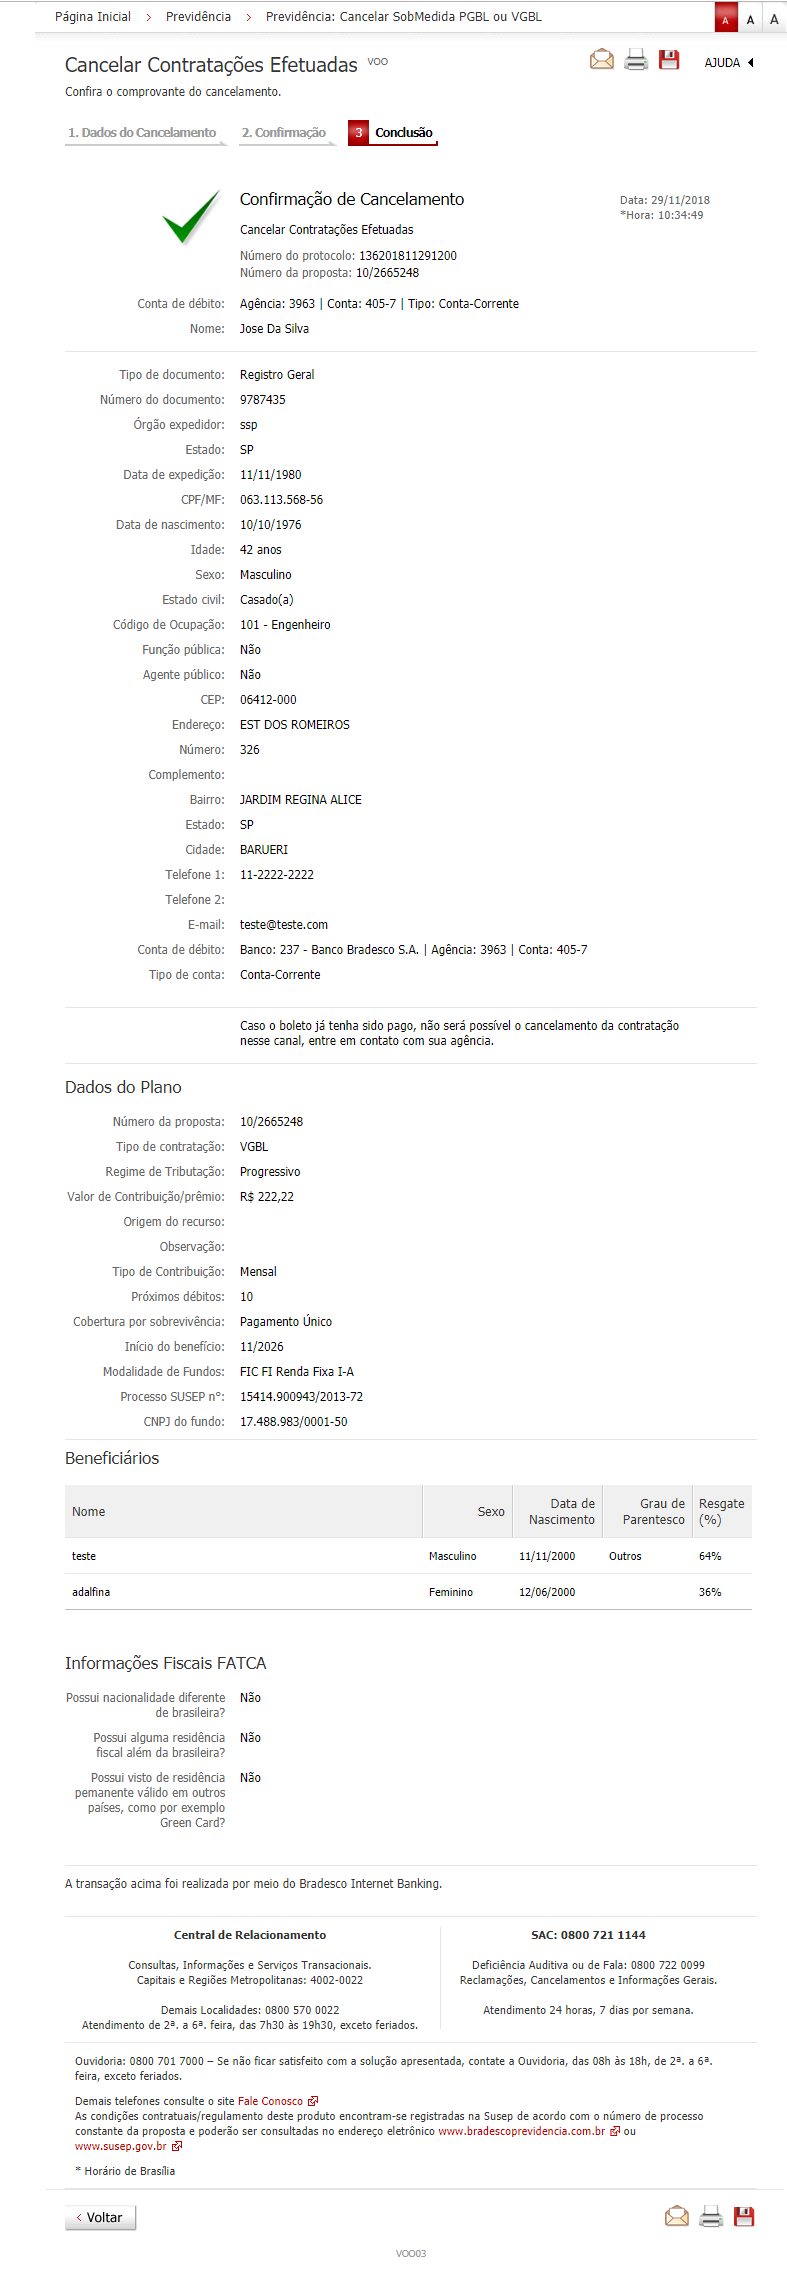 Página Inicial > Previdência > Previdência: Cancelar SobMedida PGBL ou VGBL
A A A
Cancelar Contratações Efetuadas VOO
AJUDA
Confira o comprovante do cancelamento.
1. Dados do Cancelamento 2. Confirmação 3 Conclusão
Confirmação de Cancelamento
Data: 29/11/2018
*Hora: 10:34:49
Cancelar Contratações Efetuadas
Número do protocolo: 136201811291200
Número da proposta: 10/2665248
Conta de débito: Agência: 3963 | Conta: 405-7 | Tipo: Conta-Corrente
Nome: Jose Da Silva
Tipo de documento: Registro Geral
Número do documento: 9787435
Órgão expedidor: ssp
Estado: SP
Data de expedição: 11/11/1980
CPF/MF: 063.113.568-56
Data de nascimento: 10/10/1976
Idade: 42 anos
Sexo: Masculino
Estado civil: Casado(a)
Código de Ocupação: 101 - Engenheiro
Função pública: Não
Agente público: Não
CEP: 06412-000
Endereço: EST DOS ROMEIROS
Número: 326
Complemento:
Bairro: JARDIM REGINA ALICE
Estado: SP
Cidade: BARUERI
Telefone 1: 11-2222-2222
Telefone 2:
E-mail: teste@teste.com
Conta de débito: Banco: 237 - Banco Bradesco S.A. | Agência: 3963 | Conta: 405-7
Tipo de conta: Conta-Corrente
Caso o boleto já tenha sido pago, não será possível o cancelamento da contratação
nesse canal, entre em contato com sua agência.
Dados do Plano
Número da proposta: 10/2665248
Tipo de contratação: VGBL
Regime de Tributação: Progressivo
Valor de Contribuição/prêmio: R$ 222,22
Origem do recurso:
Observação:
Tipo de Contribuição: Mensal
Próximos débitos: 10
Cobertura por sobrevivência: Pagamento Único
Início do benefício: 11/2026
Modalidade de Fundos: FIC FI Renda Fixa I-A
Processo SUSEP nº: 15414.900943/2013-72
CNPJ do fundo: 17.488.983/0001-50
Beneficiários
Nome Sexo Data de Nascimento Grau de Parentesco Resgate (%)
teste Masculino 11/11/2000 Outros 64%
adalfina Feminino 12/06/2000 36%
Informações Fiscais FATCA
Possui nacionalidade diferente Não
de brasileira?
Possui alguma residência Não
fiscal além da brasileira?
Possui visto de residência Não
pemanente válido em outros
países, como por exemplo
Green Card?
A transação acima foi realizada por meio do Bradesco Internet Banking.
Central de Relacionamento
Consultas, Informações e Serviços Transacionais.
Capitais e Regiões Metropolitanas: 4002-0022
Demais Localidades: 0800 570 0022
Atendimento de 2ª. a 6ª. feira, das 7h30 às 19h30, exceto feriados.
SAC: 0800 721 1144
Deficiência Auditiva ou de Fala: 0800 722 0099
Reclamações, Cancelamentos e Informações Gerais.
Atendimento 24 horas, 7 dias por semana.
Ouvidoria: 0800 701 7000 – Se não ficar satisfeito com a solução apresentada, contate a Ouvidoria, das 08h às 18h, de 2ª. a 6ª.
feira, exceto feriados.
Demais telefones consulte o site Fale Conosco
As condições contratuais/regulamento deste produto encontram-se registradas na Susep de acordo com o número de processo
constante da proposta e poderão ser consultadas no endereço eletrônico www.bradescoprevidencia.com.br ou
www.susep.gov.br
* Horário de Brasília
< Voltar
VOO03